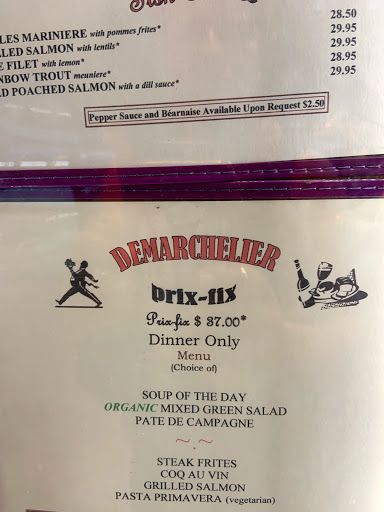 28.50
LES MARINIERE with pommes frites* 29.95
LLED SALMON with lentils* 29.95
E FILET with lemon* 28.95
NBOW TROUT meuniere* 29.95
D POACHED SALMON with a dill sauce*
Pepper Sauce and Béarnaise Available Upon Request $2.50
DEMARCHELIER
prix-fix
Prix-fix $ 37.00*
Dinner Only
Menu
(Choice of)
SOUP OF THE DAY
ORGANIC MIXED GREEN SALAD
PATE DE CAMPAGNE
~.~
STEAK FRITES
COQ AU VIN
GRILLED SALMON
PASTA PRIMAVERA (vegetarian)